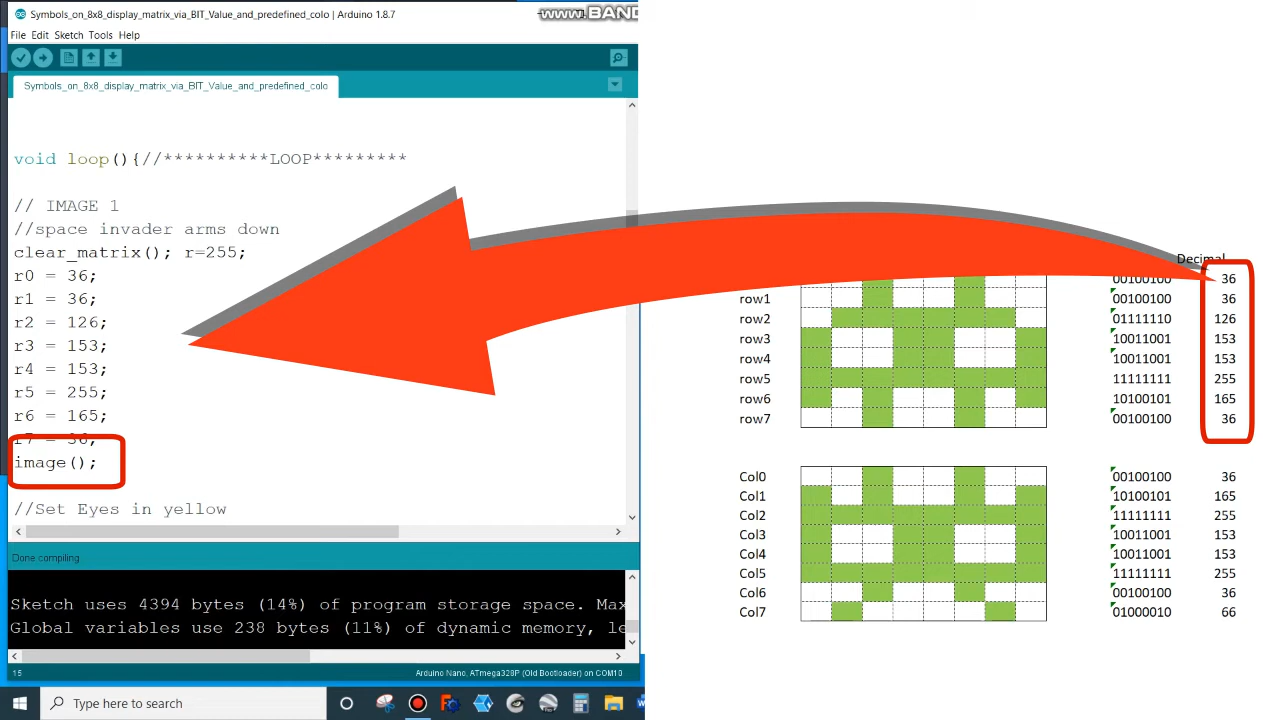 Symbols_on_8x8_display_matrix_via_BIT_Value_and_predefined_colo | Arduino 1.8.7
www.BAND
File Edit Sketch Tools Help
Symbols_on_8x8_display_matrix_via_BIT_Value_and_predefined_colo
void loop(){//**********LOOP*********
// IMAGE 1
//space invader arms down
clear_matrix(); r=255;
r0 = 36;
r1 = 36;
r2 = 126;
r3 = 153;
r4 = 153;
r5 = 255;
r6 = 165;
r7 = 36;
image();
//Set Eyes in yellow
Done compiling
Sketch uses 4394 bytes (14%) of program storage space. Max
Global variables use 238 bytes (11%) of dynamic memory, le
15
Arduino Nano, ATmega328P (Old Bootloader) on COM10
Type here to search
Decimal
00100100 36
row1 00100100 36
row2 01111110 126
row3 10011001 153
row4 10011001 153
row5 11111111 255
row6 10100101 165
row7 00100100 36
Col0 00100100 36
Col1 10100101 165
Col2 11111111 255
Col3 10011001 153
Col4 10011001 153
Col5 11111111 255
Col6 00100100 36
Col7 01000010 66